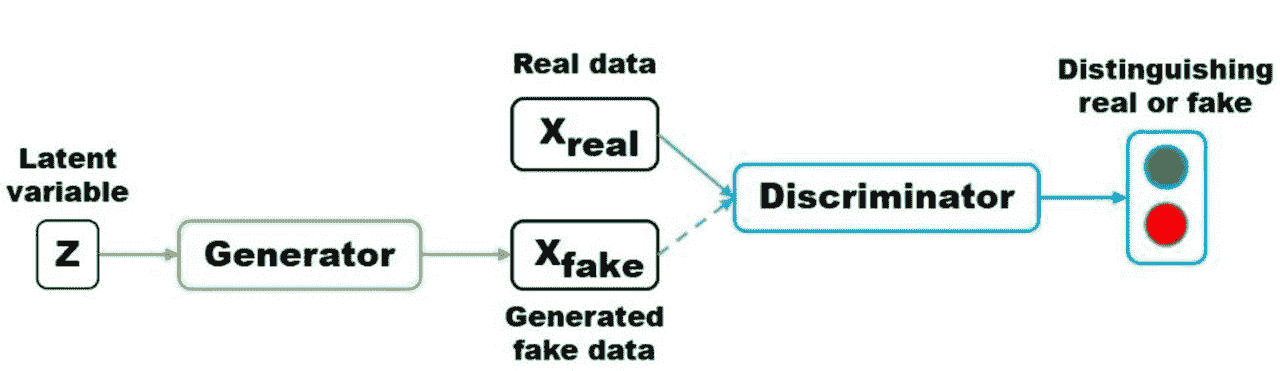 Latent
variable
Z
Generator
Real data
Xreal
Xfake
Generated
fake data
Discriminator
Distinguishing
real or fake